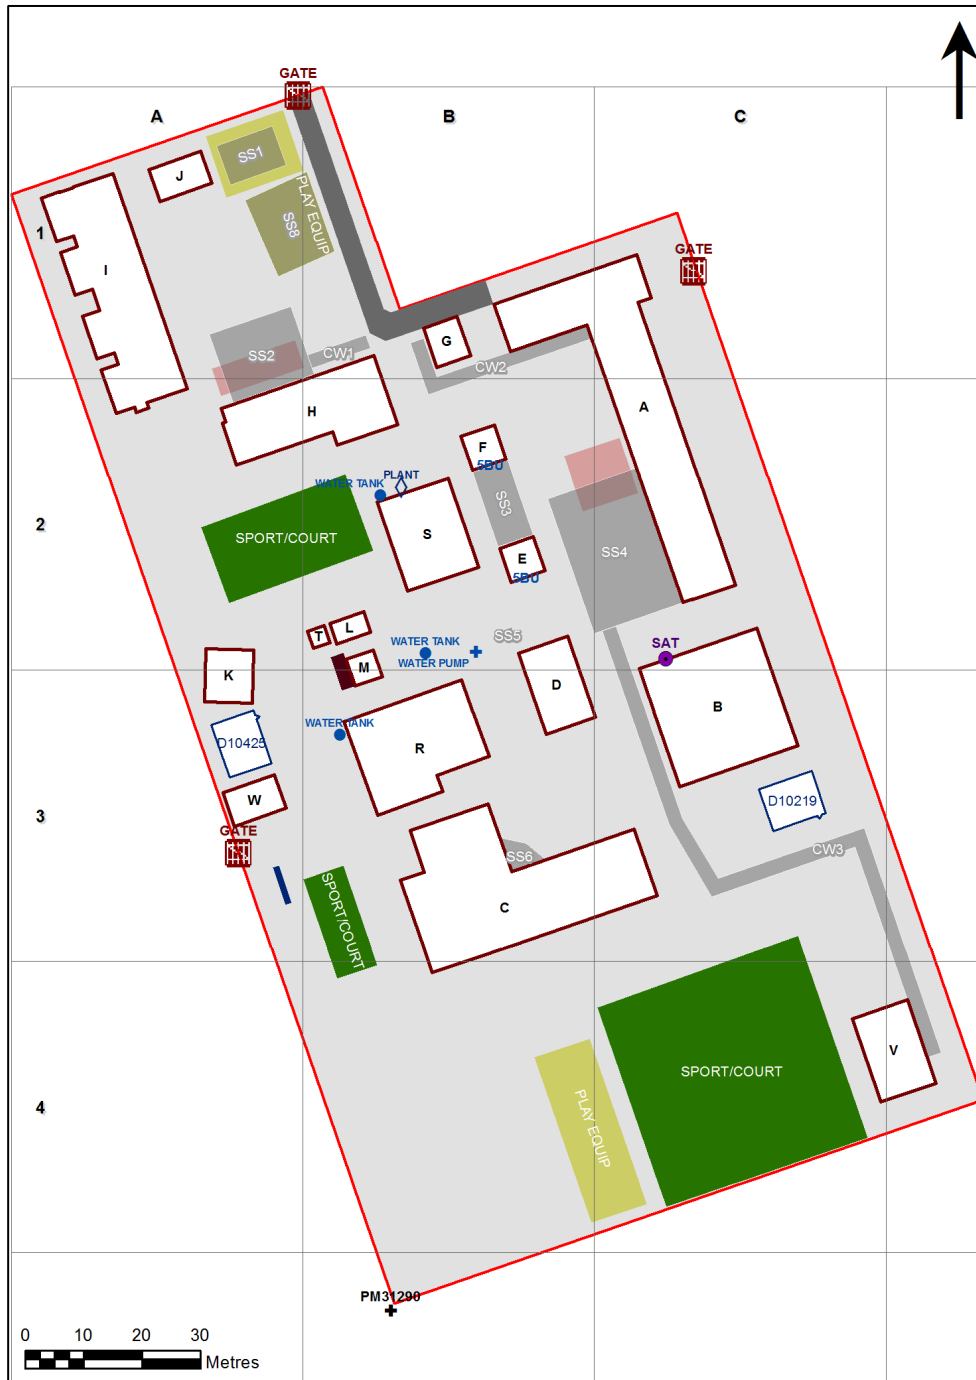 GATE
A
B
C
J
SS1
PLAY EQUIP
SS8
1
I
GATE
G
SS2
CW1
CW2
H
A
F
5BU
PLANT
WATER TANK
SS3
2
SPORT/COURT
S
SS4
E
5BU
T
L
SS5
WATER TANK
SAT
WATER PUMP
M
K
D
B
WATER TANK
D10425
R
W
D10219
3
GATE
CW3
SS6
SPORT/COURT
C
V
SPORT/COURT
4
PLAY EQUIP
PM31290
0 10 20 30
Metres